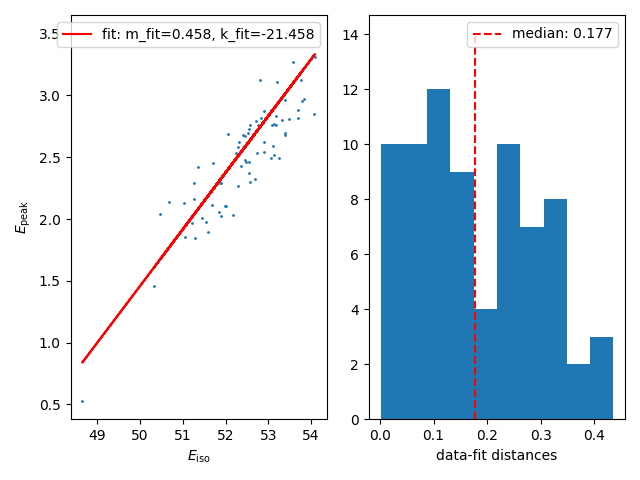 fit: m_fit=0.458, k_fit=-21.458
3.5
3.0
2.5
2.0
1.5
1.0
0.5
E_peak
49 50 51 52 53 54
E_iso
median: 0.177
14
12
10
8
6
4
2
0
0.0 0.1 0.2 0.3 0.4
data-fit distances